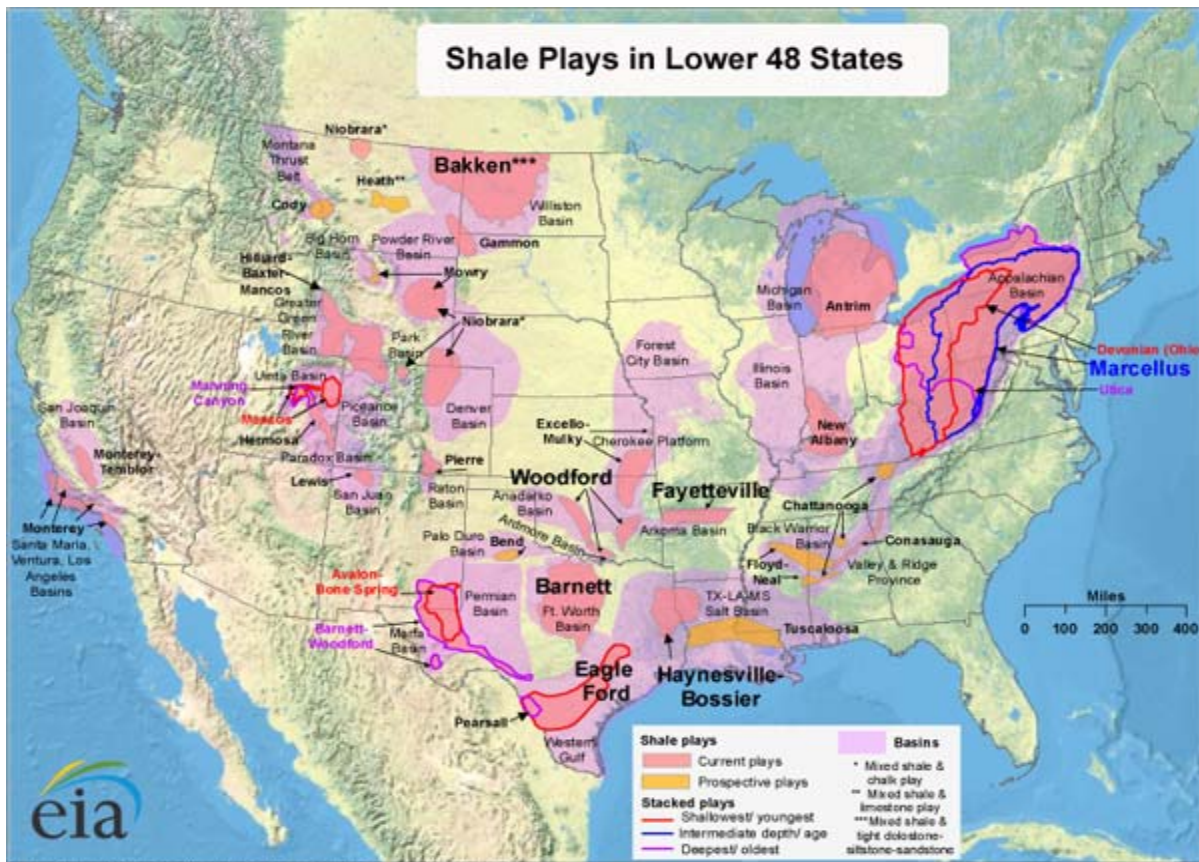 Shale Plays in Lower 48 States
Niobrara*
Montana
Thrust
Belt
Bakken***
Heath**
Cody
Williston
Basin
Big Horn
Basin
Powder River
Basin
Gammon
Hilliard-
Baxter-
Mancos
Mowry
Greater
Green
River
Basin
Niobrara*
Park
Basin
Michigan
Basin
Antrim
Appalachian
Basin
Devonian (Ohio
Marcellus
Utica
Forest
City Basin
Illinois
Basin
Uinta Basin
Manning
Canyon
Mancos
Piceance
Basin
Denver
Basin
San Joaquin
Basin
Hermosa
Excello-
Mulky
Cherokee Platform
New
Albany
Monterey-
Temblor
Paradox Basin
Pierre
Lewis
San Juan
Basin
Raton
Basin
Woodford
Anadarko
Basin
Fayetteville
Chattanooga
Monterey
Santa Maria,
Ventura, Los
Angeles
Basins
Palo Duro
Basin
Bend
Ardmore Basin
Arkoma Basin
Black Warrior
Basin
Conasauga
Floyd-
Neal
Valley & Ridge
Province
Avalon-
Bone Spring
Permian
Basin
Barnett
Ft. Worth
Basin
TX-LA-MS
Salt Basin
Tuscaloosa
Barnett-
Woodford
Marfa
Basin
Eagle
Ford
Haynesville-
Bossier
Pearsall
Western
Gulf
Miles
0 100 200 300 400
Shale plays
Current plays
Prospective plays
Stacked plays
Shallowest/ youngest
Intermediate depth/ age
Deepest/ oldest
Basins
* Mixed shale &
chalk play
** Mixed shale &
limestone play
***Mixed shale &
tight dolostone-
siltstone-sandstone
eia